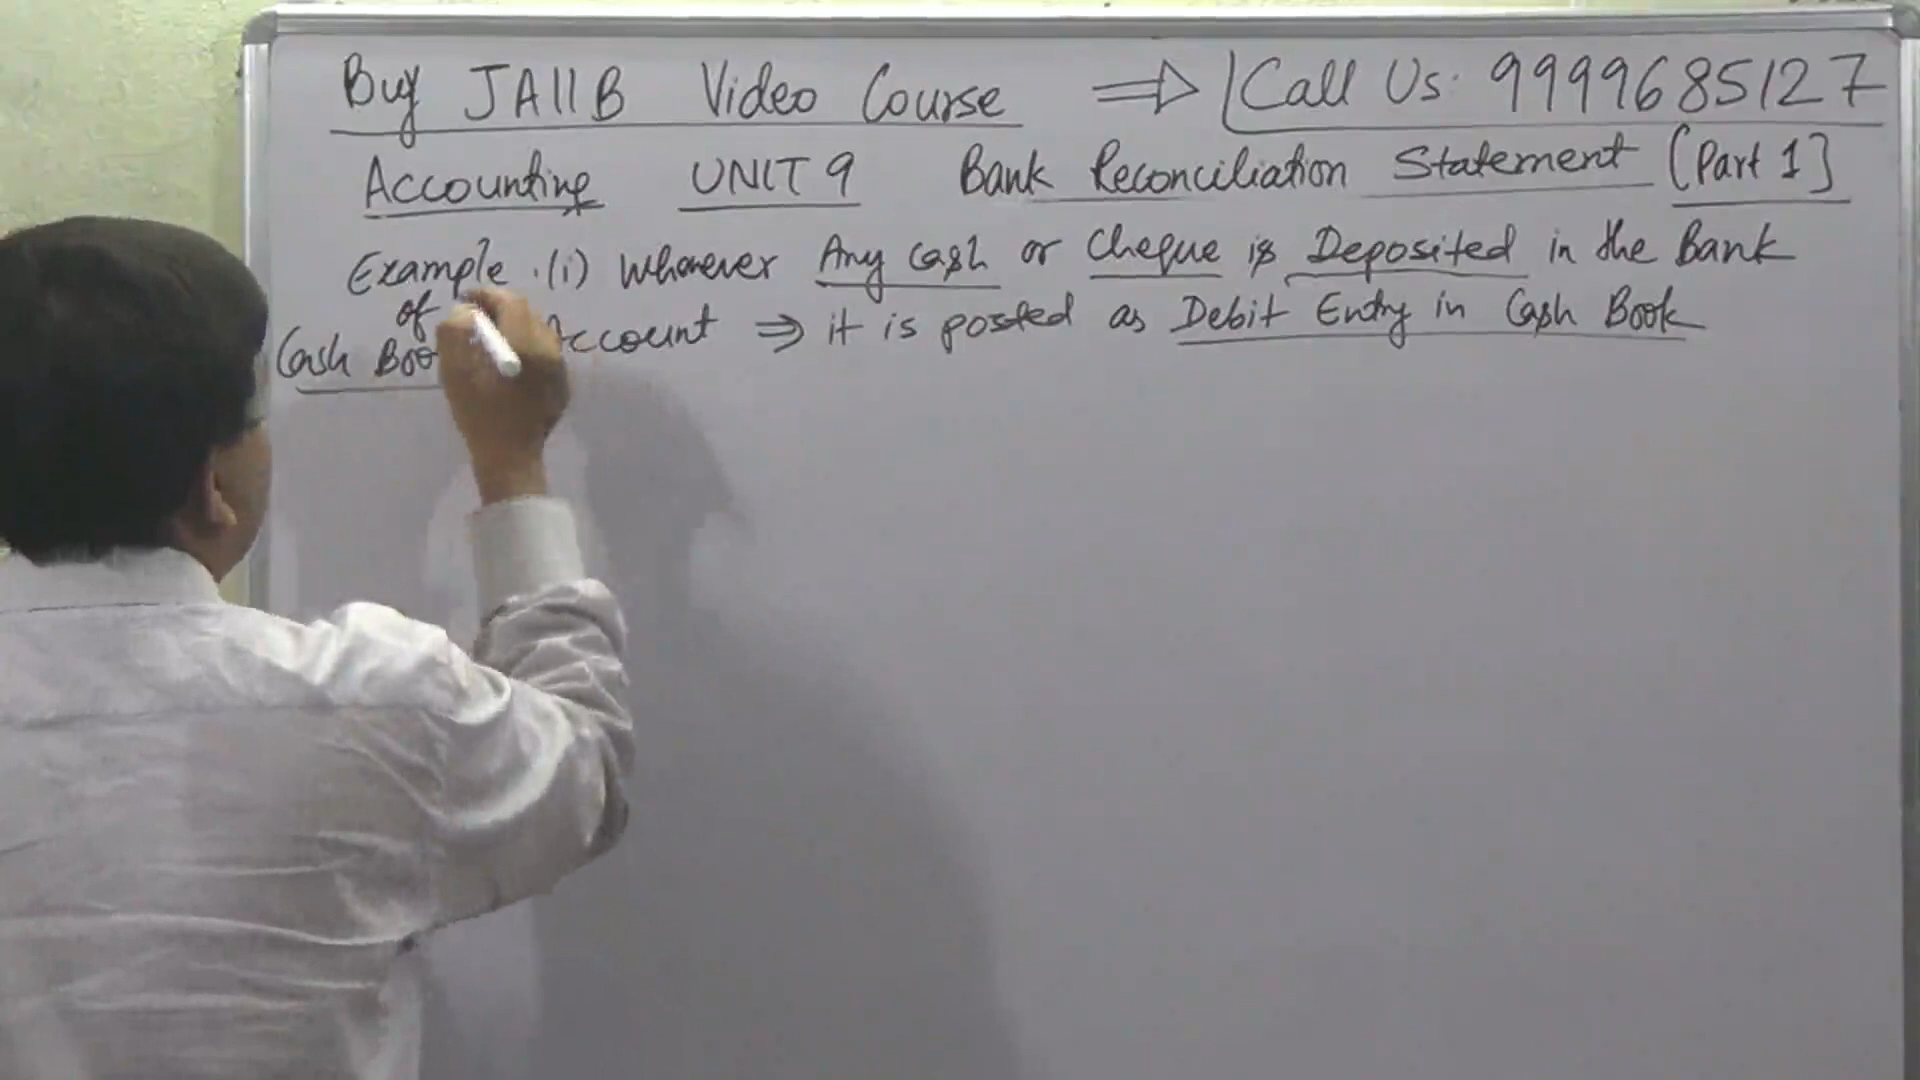 Buy JAIIB Video Course ⇒ Call Us: 9999685127
Accounting UNIT 9 Bank Reconciliation Statement (Part 1]
Example (i) Whenever Any Cash or Cheque is Deposited in the Bank
of Account ⇒ it is posted as Debit Entry in Cash Book
Cash